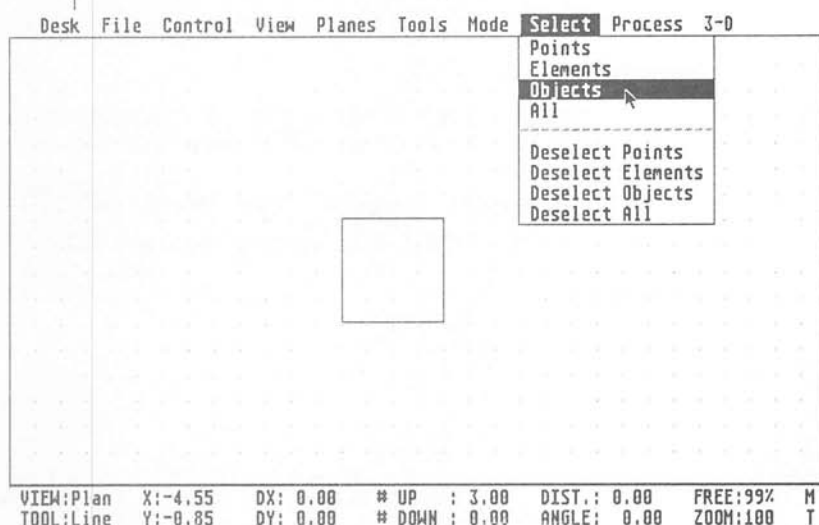 Desk File Control View Planes Tools Mode Select Process 3-D
Points
Elements
Objects
All
Deselect Points
Deselect Elements
Deselect Objects
Deselect All
VIEW:Plan X:-4.55 DX: 0.00 # UP : 3.00 DIST.: 0.00 FREE:99% M
TOOL:Line Y:-0.85 DY: 0.00 # DOWN : 0.00 ANGLE: 0.00 ZOOM:100 T